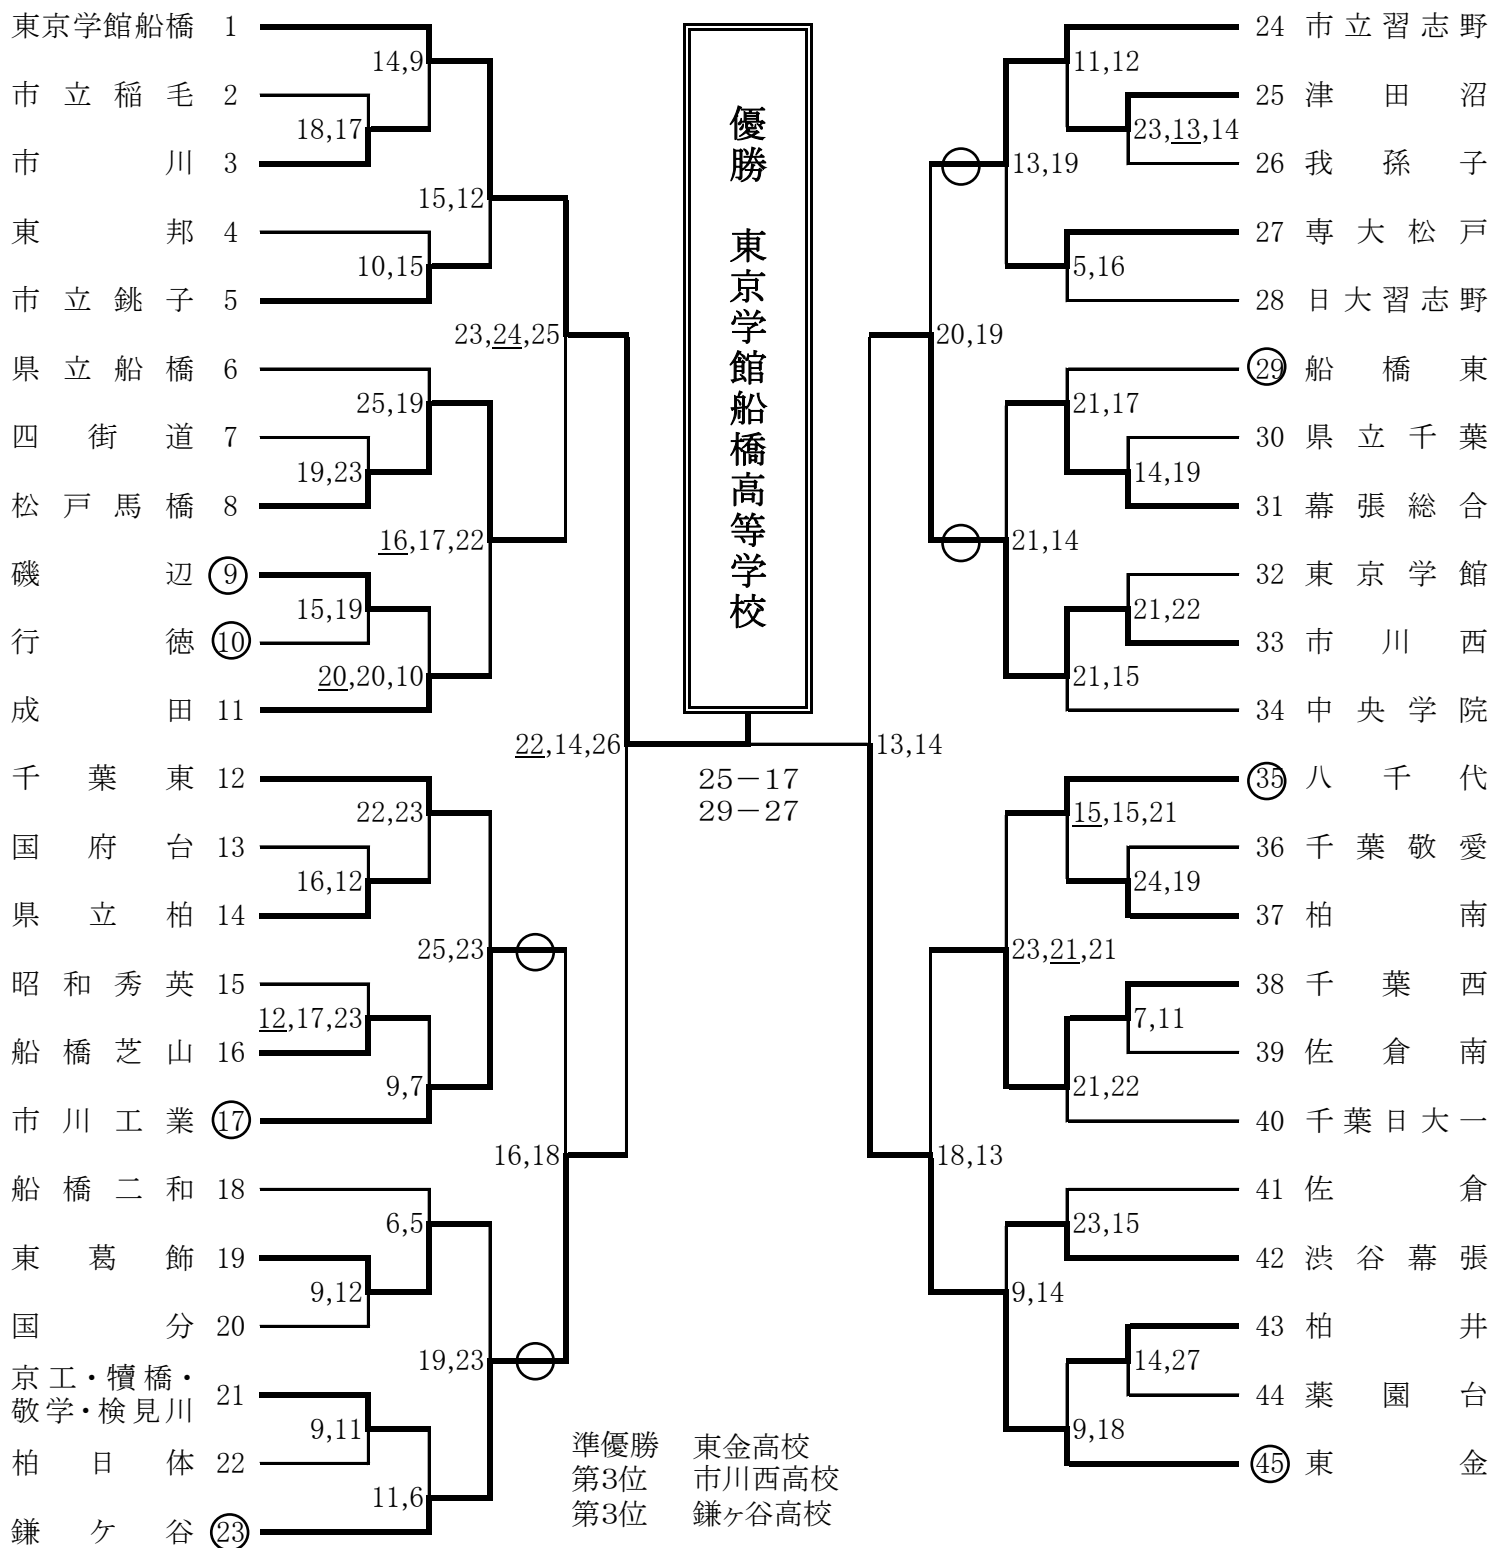 東京学館船橋 1
14,9
市立稲毛 2
18,17
市川 3
15,12
東邦 4
10,15
市立銚子 5
23,24,25
県立船橋 6
25,19
四街道 7
19,23
松戸馬橋 8
16,17,22
磯辺 9
15,19
行徳 10
20,20,10
成田 11
22,14,26
千葉東 12
22,23
国府台 13
16,12
県立柏 14
25,23
昭和秀英 15
12,17,23
船橋芝山 16
9,7
市川工業 17
16,18
船橋二和 18
6,5
東葛飾 19
9,12
国分 20
19,23
京工・犢橋・
敬学・検見川 21
9,11
柏日体 22
11,6
鎌ケ谷 23
優勝 東京学館船橋高等学校
25-17
29-27
準優勝 東金高校
第3位 市川西高校
第3位 鎌ヶ谷高校
24 市立習志野
11,12
25 津田沼
23,13,14
26 我孫子
13,19
27 専大松戸
5,16
28 日大習志野
20,19
29 船橋東
21,17
30 県立千葉
14,19
31 幕張総合
21,14
32 東京学館
21,22
33 市川西
21,15
34 中央学院
13,14
35 八千代
15,15,21
36 千葉敬愛
24,19
37 柏南
23,21,21
38 千葉西
7,11
39 佐倉南
21,22
40 千葉日大一
18,13
41 佐倉
23,15
42 渋谷幕張
9,14
43 柏井
14,27
44 薬園台
9,18
45 東金